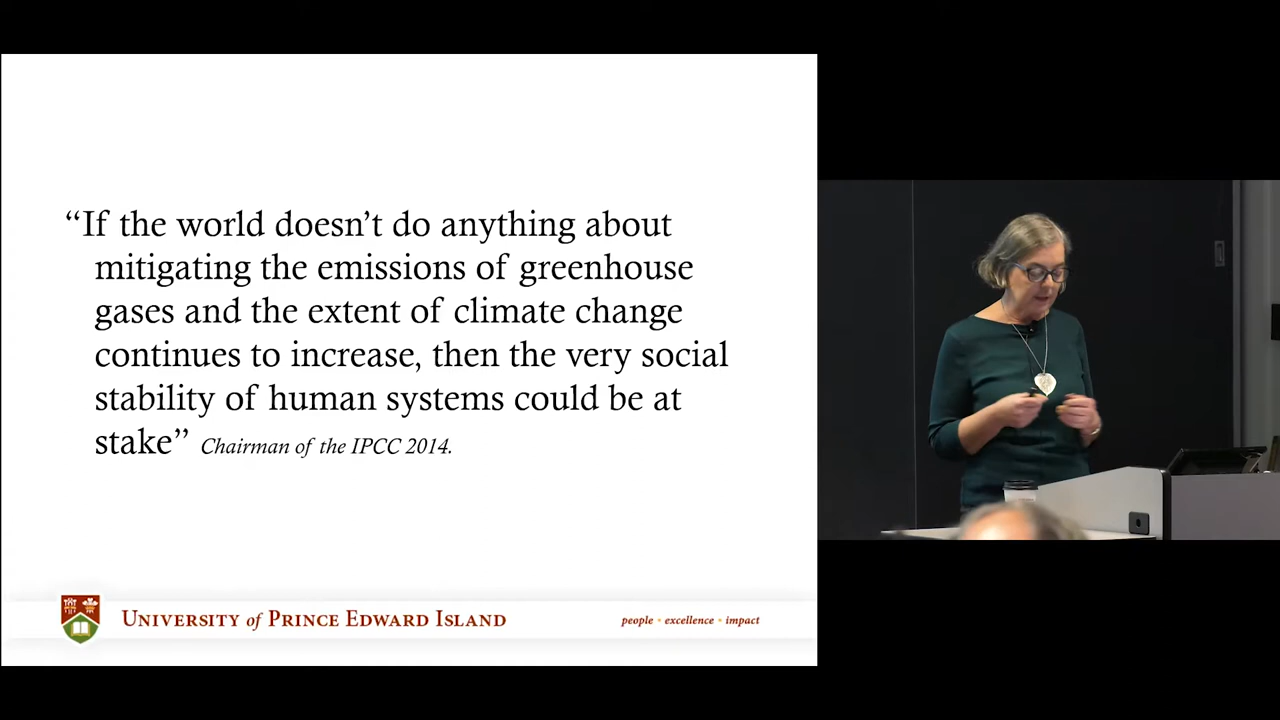 “If the world doesn’t do anything about
mitigating the emissions of greenhouse
gases and the extent of climate change
continues to increase, then the very social
stability of human systems could be at
stake” Chairman of the IPCC 2014.
UNIVERSITY of PRINCE EDWARD ISLAND
people • excellence • impact